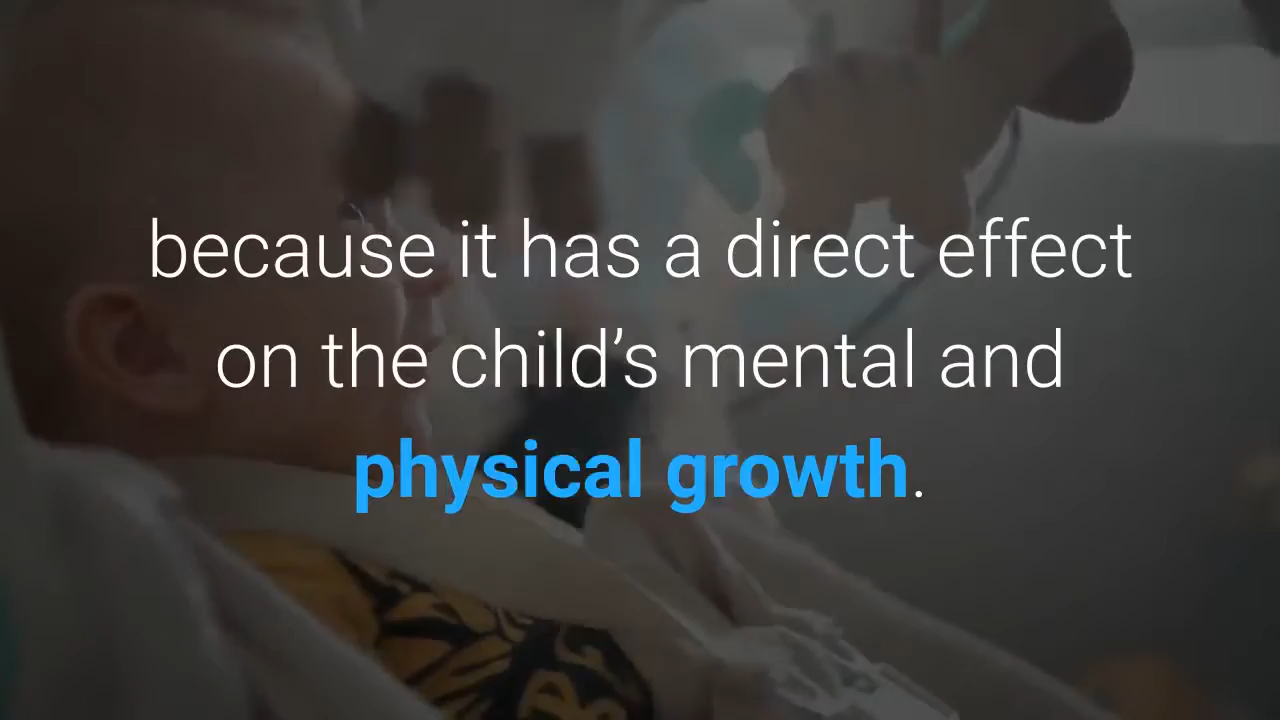 because it has a direct effect
on the child’s mental and
physical growth.